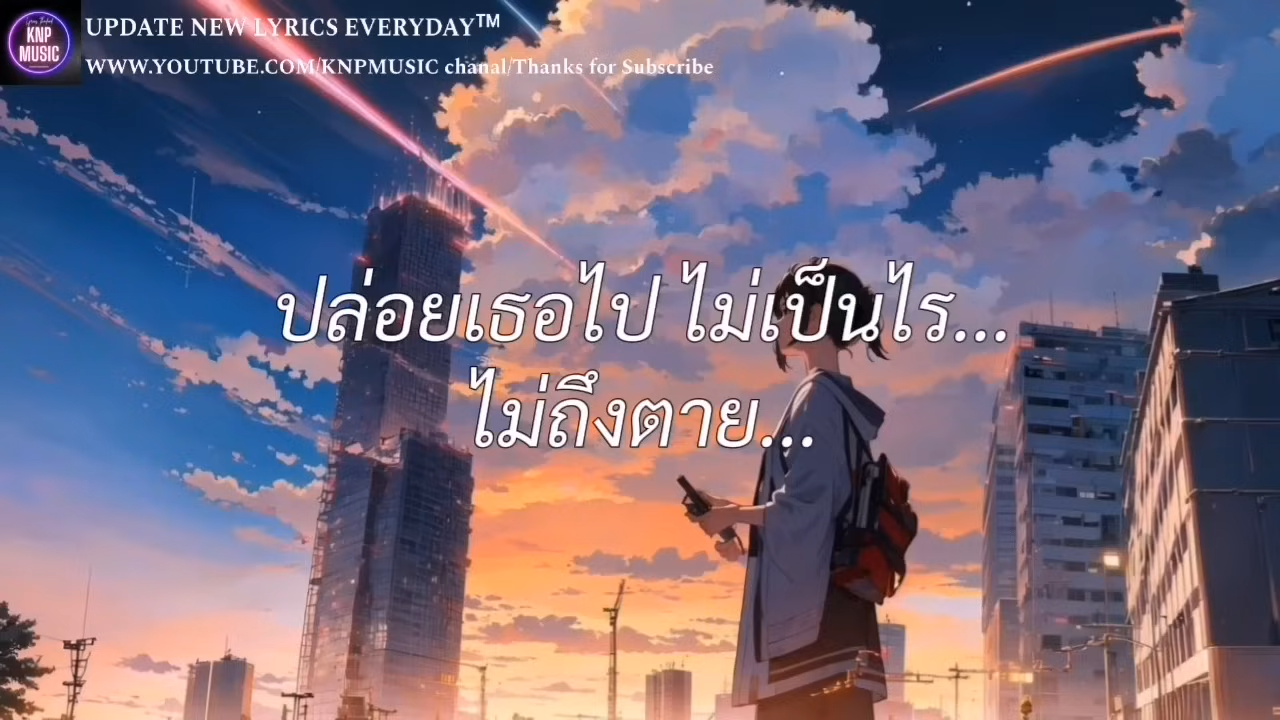 KNP
MUSIC
UPDATE NEW LYRICS EVERYDAY™
WWW.YOUTUBE.COM/KNPMUSIC chanal/Thanks for Subscribe
ปล่อยเธอไป ไม่เป็นไร...
ไม่ถึงตาย...